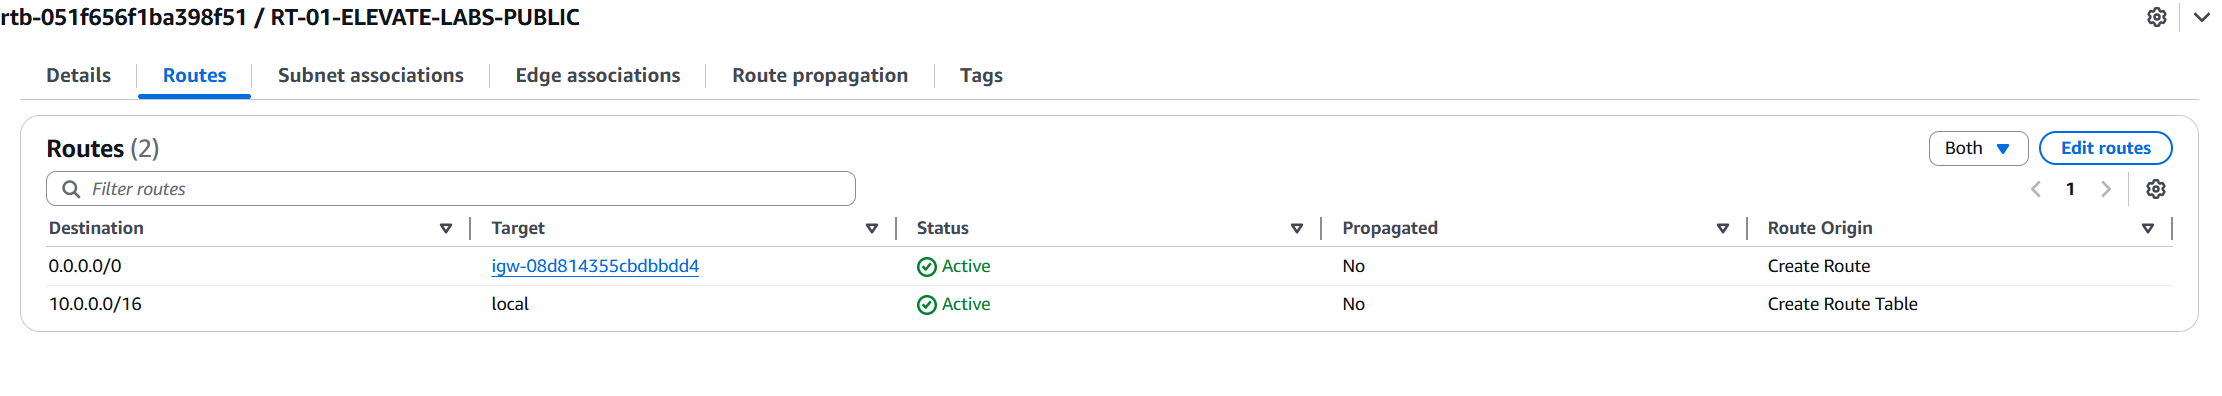 rtb-051f656f1ba398f51 / RT-01-ELEVATE-LABS-PUBLIC
Details Routes Subnet associations Edge associations Route propagation Tags
Routes (2) Both Edit routes
Filter routes 1
Destination Target Status Propagated Route Origin
0.0.0.0/0 igw-08d814355cbdbbdd4 Active No Create Route
10.0.0.0/16 local Active No Create Route Table